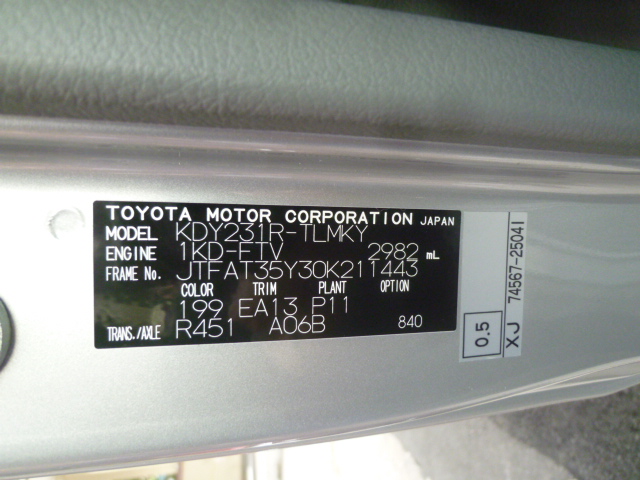 TOYOTA MOTOR CORPORATION JAPAN
MODEL KDY231R-TLMKY
ENGINE 1KD-FTV 2982 mL
FRAME No. JTFAT35Y30K211443
COLOR TRIM PLANT OPTION
199 EA13 P11
TRANS./AXLE R451 A06B 840
0.5
XJ 74567-25041